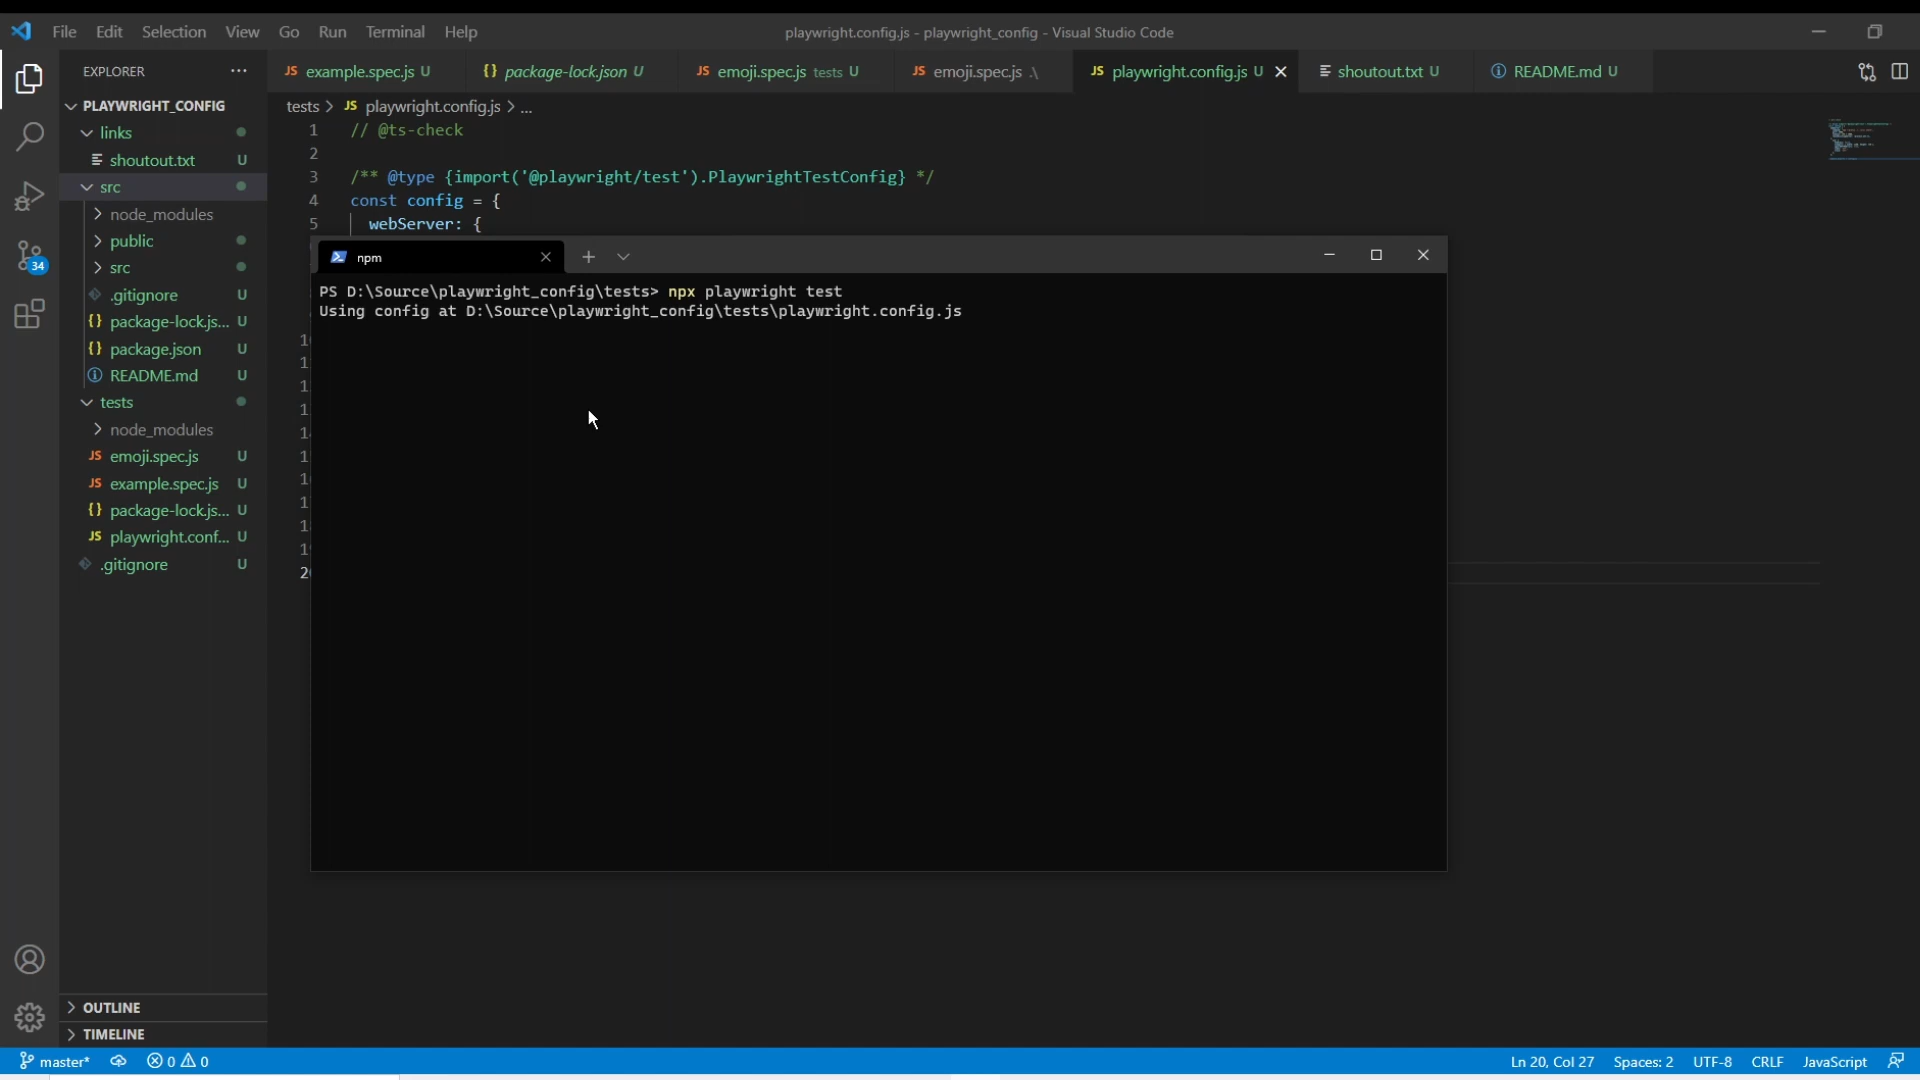 File Edit Selection View Go Run Terminal Help
playwright.config.js - playwright_config - Visual Studio Code
EXPLORER
PLAYWRIGHT_CONFIG
links
shoutout.txt U
src
node_modules
public
src
.gitignore U
package-lock.js... U
package.json U
README.md U
tests
node_modules
emoji.spec.js U
example.spec.js U
package-lock.js... U
playwright.conf... U
.gitignore U
OUTLINE
TIMELINE
34
example.spec.js U
package-lock.json U
emoji.spec.js tests U
emoji.spec.js .\
playwright.config.js U
shoutout.txt U
README.md U
tests > JS playwright.config.js > ...
1 // @ts-check
2
3 /** @type {import('@playwright/test').PlaywrightTestConfig} */
4 const config = {
5 webServer: {
npm
PS D:\Source\playwright_config\tests> npx playwright test
Using config at D:\Source\playwright_config\tests\playwright.config.js
master* 0 0
Ln 20, Col 27 Spaces: 2 UTF-8 CRLF JavaScript